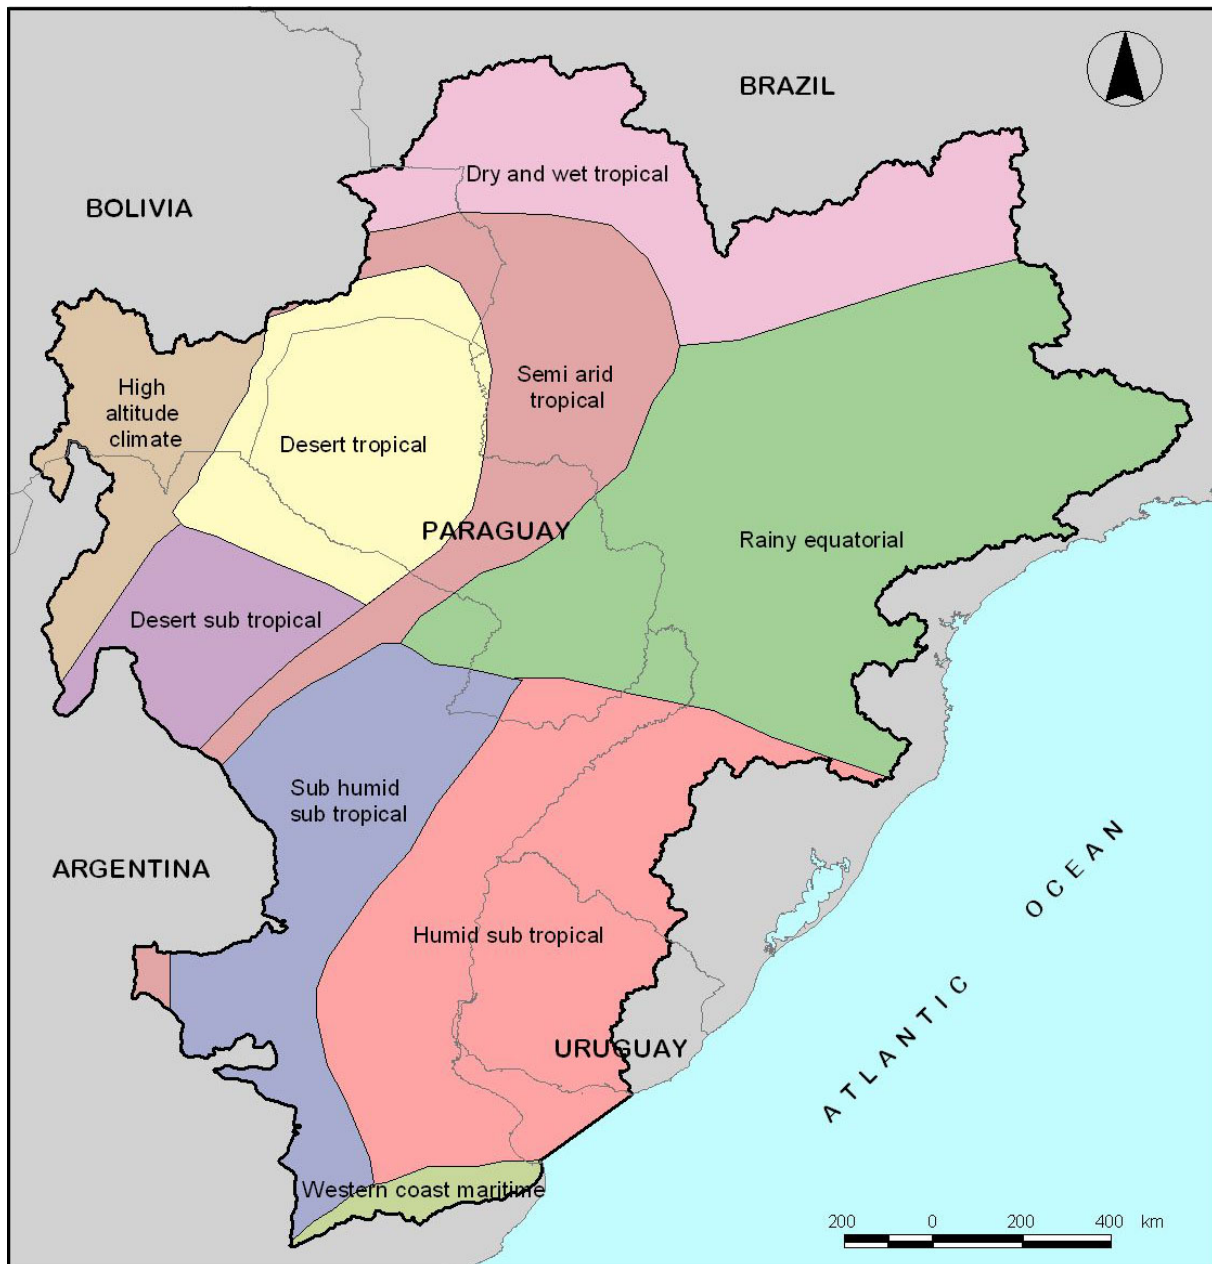 BRAZIL
Dry and wet tropical
BOLIVIA
Semi arid
tropical
High
altitude
climate
Desert tropical
PARAGUAY
Rainy equatorial
Desert sub tropical
Sub humid
sub tropical
ARGENTINA
Humid sub tropical
ATLANTIC OCEAN
URUGUAY
Western coast maritime
200 0 200 400 km